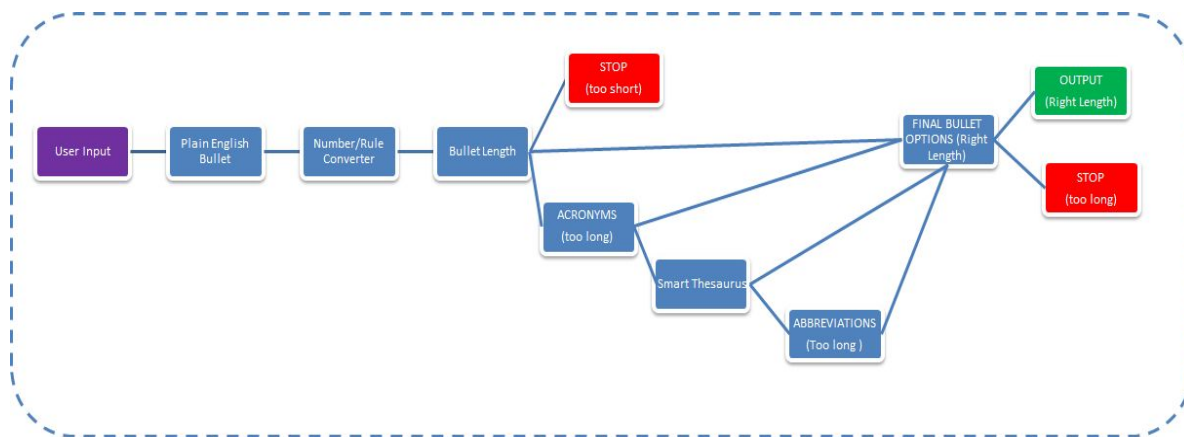 User Input
Plain English
Bullet
Number/Rule
Converter
Bullet Length
STOP
(too short)
ACRONYMS
(too long)
Smart Thesaurus
ABBREVIATIONS
(Too long )
FINAL BULLET
OPTIONS (Right
Length)
OUTPUT
(Right Length)
STOP
(too long)